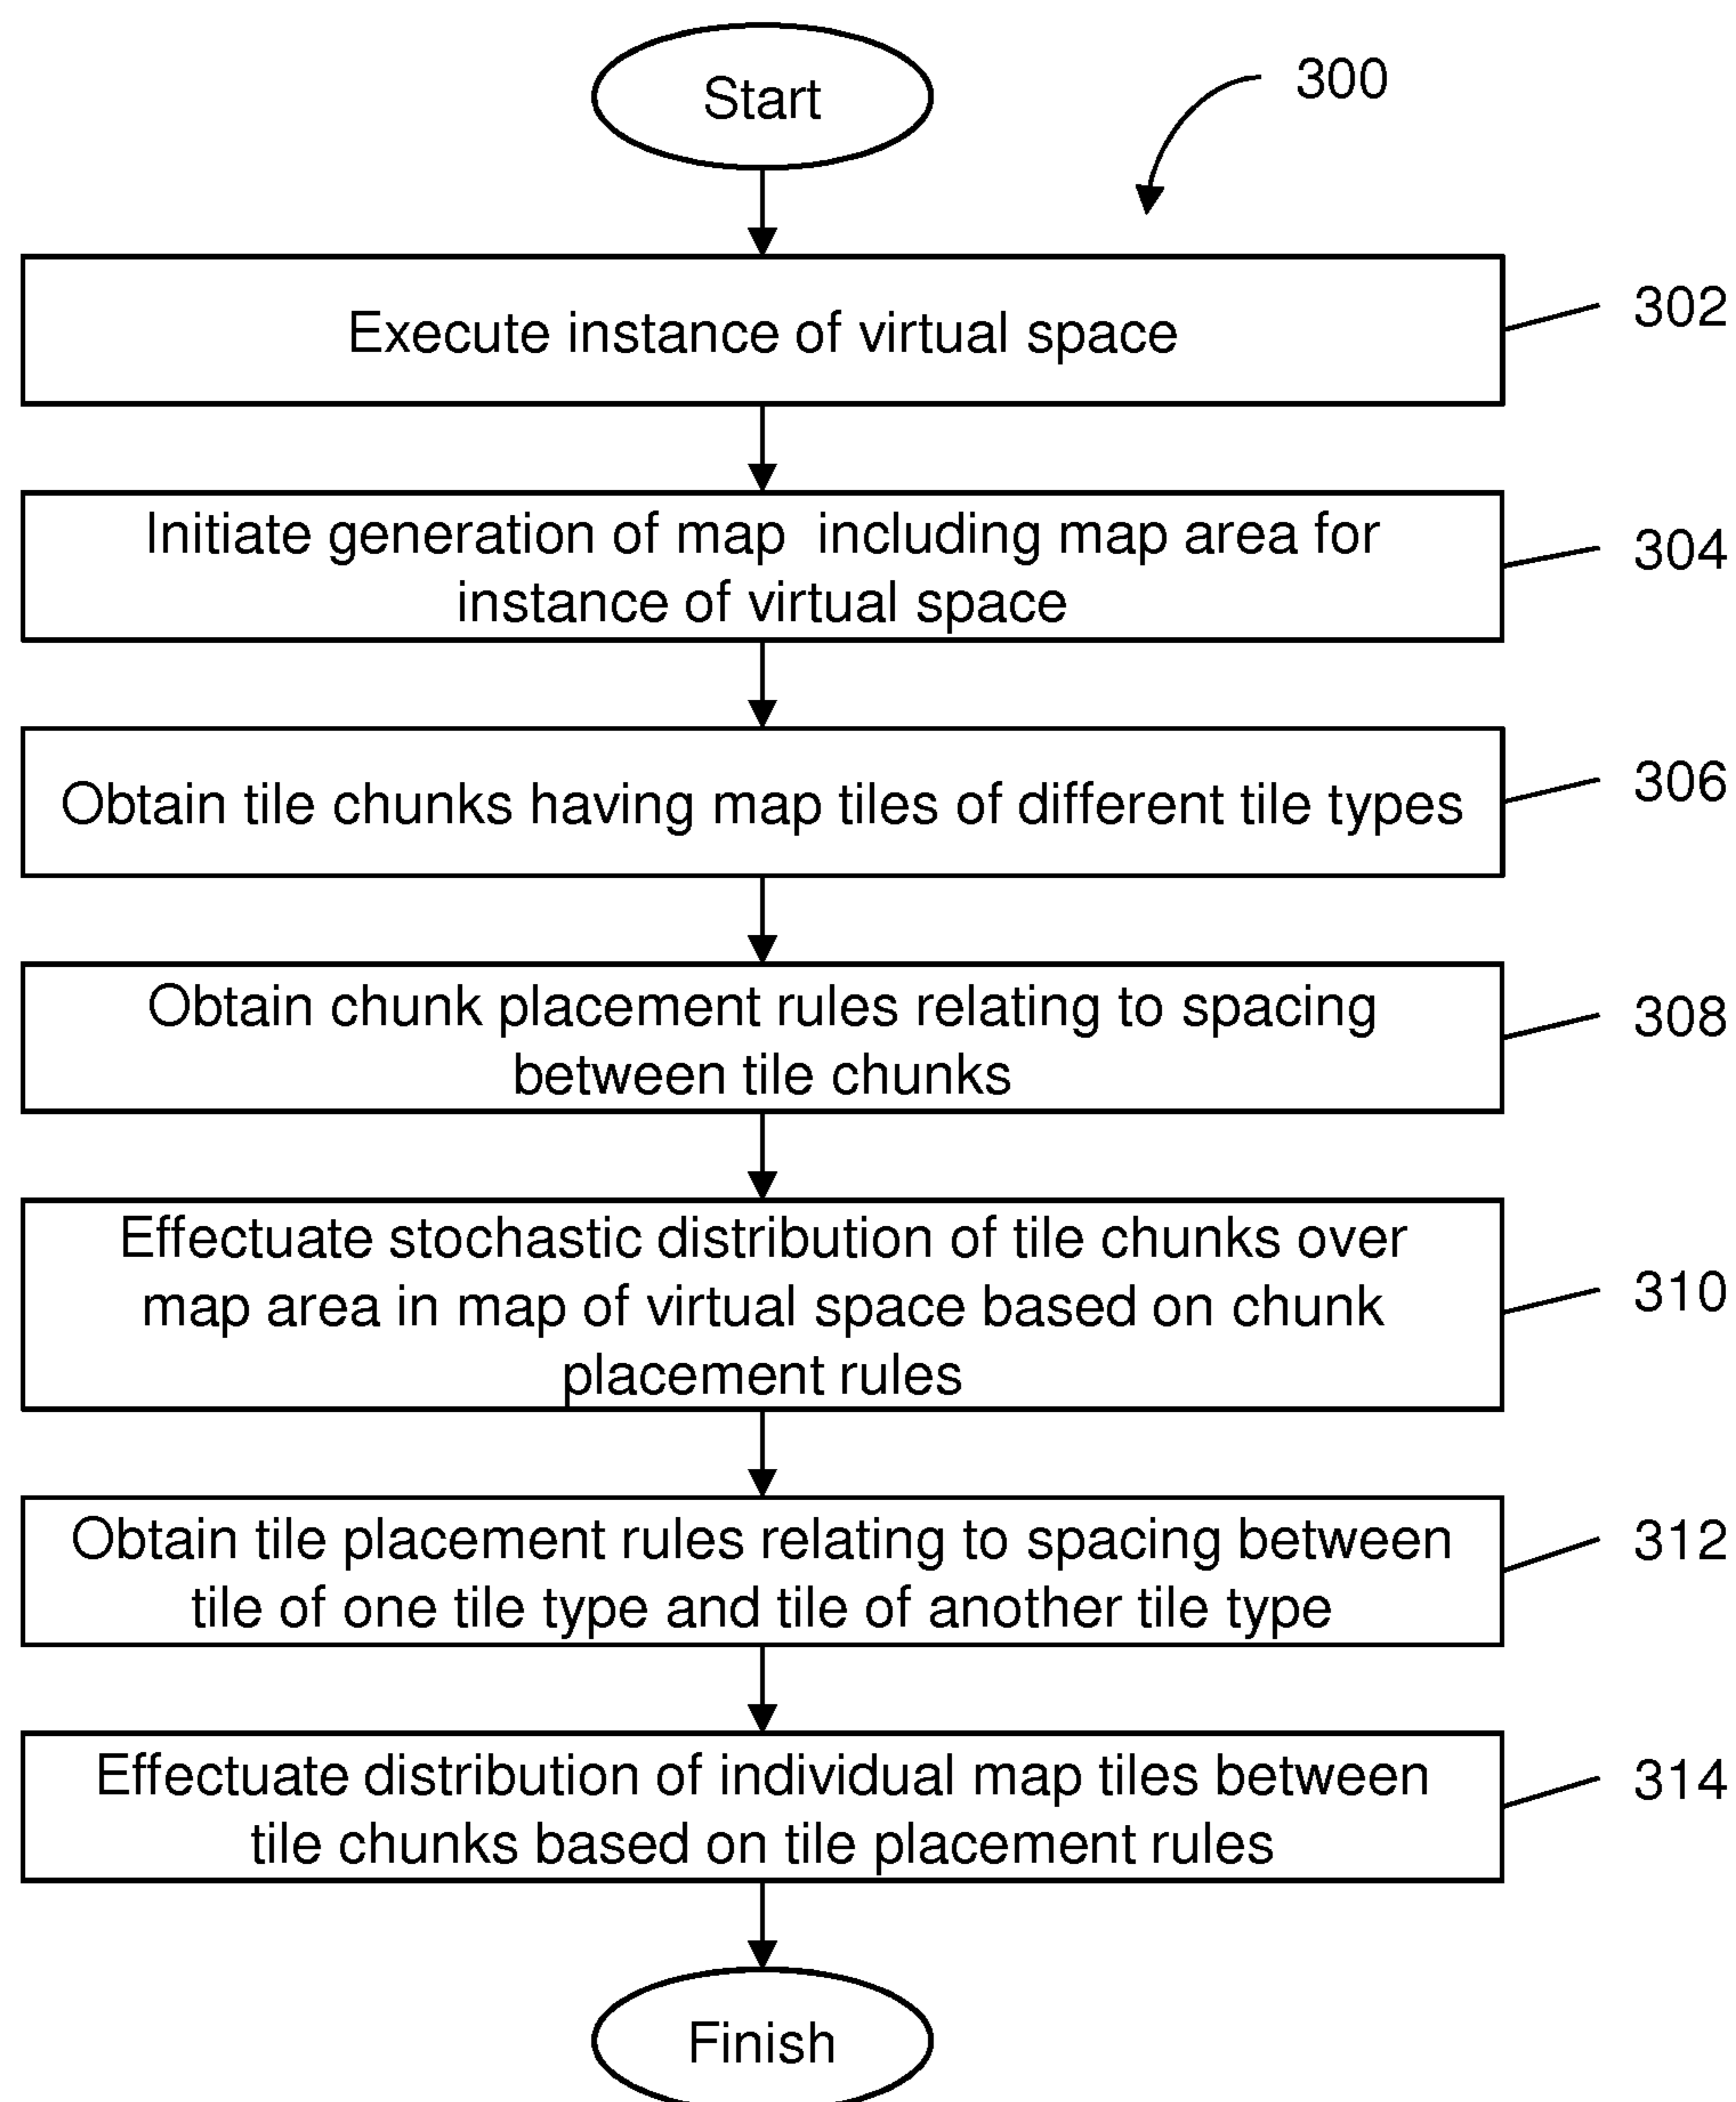 Start
300
Execute instance of virtual space
302
Initiate generation of map  including map area for
instance of virtual space
304
Obtain tile chunks having map tiles of different tile types
306
Obtain chunk placement rules relating to spacing
between tile chunks
308
Effectuate stochastic distribution of tile chunks over
map area in map of virtual space based on chunk
placement rules
310
Obtain tile placement rules relating to spacing between
tile of one tile type and tile of another tile type
312
Effectuate distribution of individual map tiles between
tile chunks based on tile placement rules
314
Finish